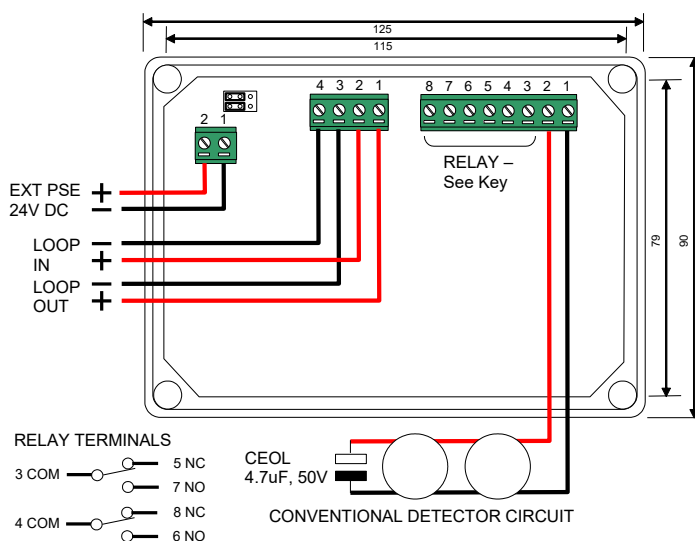 125
115
4 3 2 1
8 7 6 5 4 3 2 1
2 1
RELAY –
See Key
EXT PSE +
24V DC –
LOOP –
IN +
LOOP –
OUT +
79
90
RELAY TERMINALS
3 COM
5 NC
7 NO
4 COM
8 NC
6 NO
CEOL
4.7uF, 50V
CONVENTIONAL DETECTOR CIRCUIT